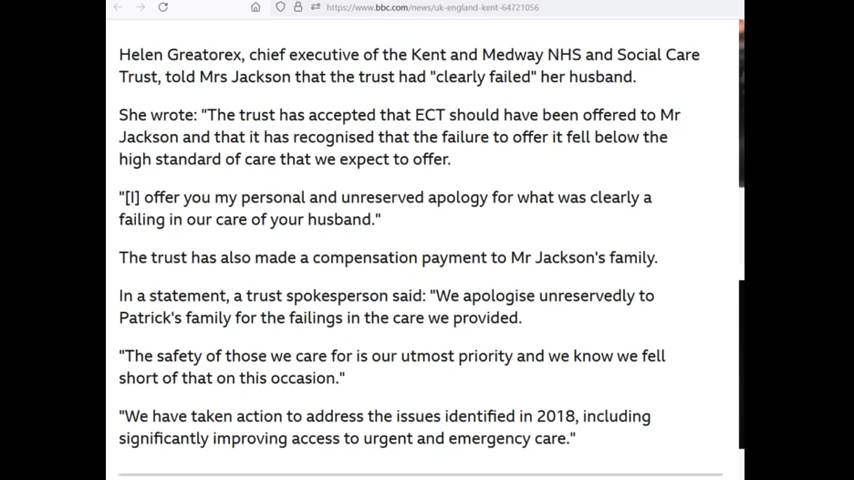 https://www.bbc.com/news/uk-england-kent-64721056
Helen Greatorex, chief executive of the Kent and Medway NHS and Social Care
Trust, told Mrs Jackson that the trust had "clearly failed" her husband.
She wrote: "The trust has accepted that ECT should have been offered to Mr
Jackson and that it has recognised that the failure to offer it fell below the
high standard of care that we expect to offer.
"[I] offer you my personal and unreserved apology for what was clearly a
failing in our care of your husband."
The trust has also made a compensation payment to Mr Jackson's family.
In a statement, a trust spokesperson said: "We apologise unreservedly to
Patrick's family for the failings in the care we provided.
"The safety of those we care for is our utmost priority and we know we fell
short of that on this occasion."
"We have taken action to address the issues identified in 2018, including
significantly improving access to urgent and emergency care."